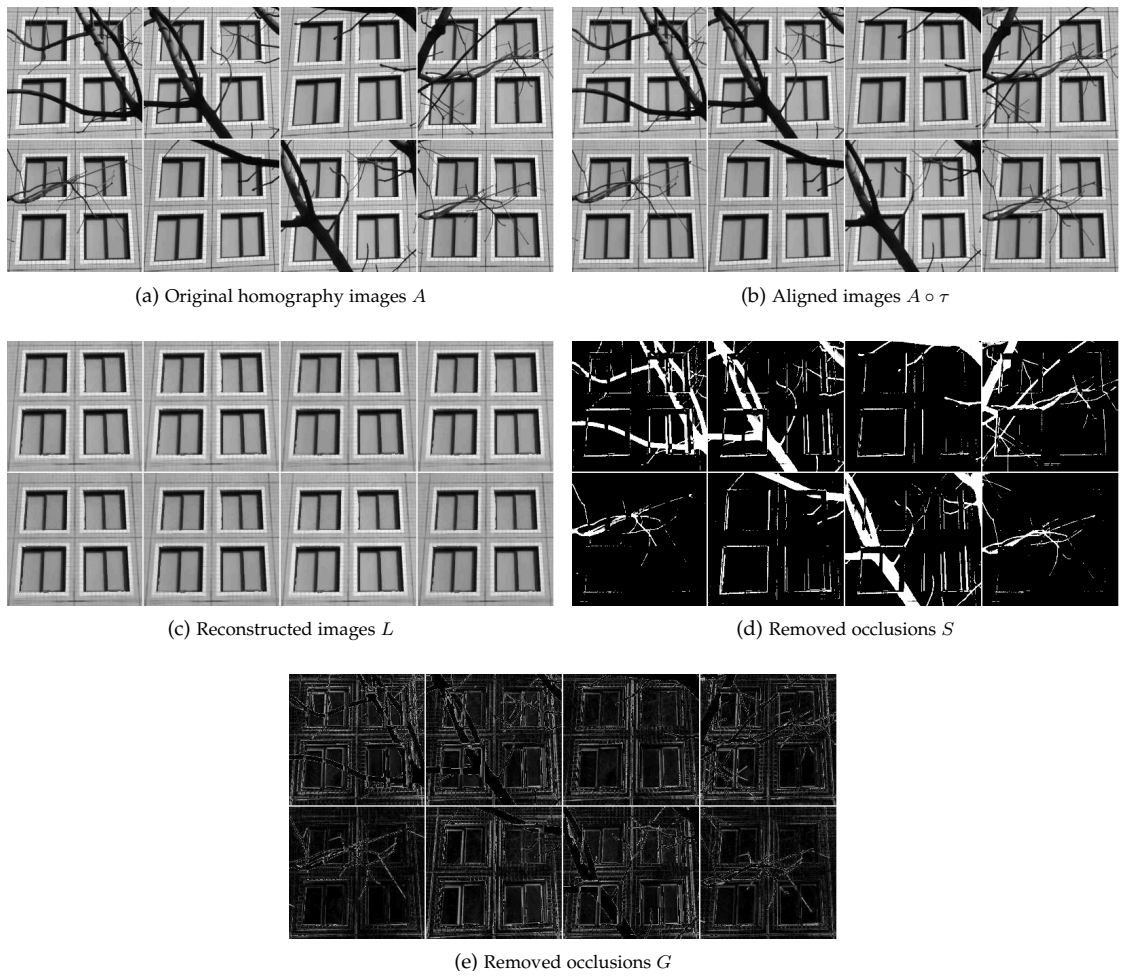 (a) Original homography images A
(b) Aligned images A ∘ τ
(c) Reconstructed images L
(d) Removed occlusions S
(e) Removed occlusions G